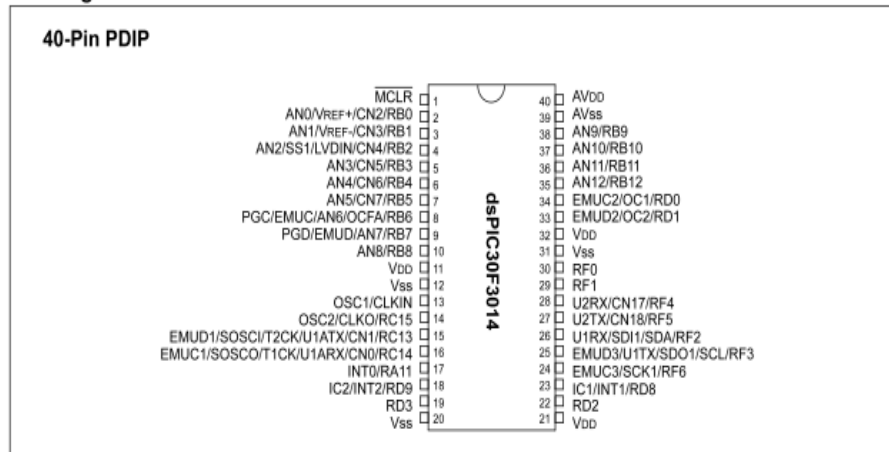 40-Pin PDIP
MCLR 1 40 AVDD
AN0/VREF+/CN2/RB0 2 39 AVss
AN1/VREF-/CN3/RB1 3 38 AN9/RB9
AN2/SS1/LVDIN/CN4/RB2 4 37 AN10/RB10
AN3/CN5/RB3 5 36 AN11/RB11
AN4/CN6/RB4 6 35 AN12/RB12
AN5/CN7/RB5 7 34 EMUC2/OC1/RD0
PGC/EMUC/AN6/OCFA/RB6 8 33 EMUD2/OC2/RD1
PGD/EMUD/AN7/RB7 9 32 VDD
AN8/RB8 10 31 Vss
VDD 11 30 RF0
Vss 12 29 RF1
OSC1/CLKIN 13 28 U2RX/CN17/RF4
OSC2/CLKO/RC15 14 27 U2TX/CN18/RF5
EMUD1/SOSCI/T2CK/U1ATX/CN1/RC13 15 26 U1RX/SDI1/SDA/RF2
EMUC1/SOSCO/T1CK/U1ARX/CN0/RC14 16 25 EMUD3/U1TX/SDO1/SCL/RF3
INT0/RA11 17 24 EMUC3/SCK1/RF6
IC2/INT2/RD9 18 23 IC1/INT1/RD8
RD3 19 22 RD2
Vss 20 21 VDD
dsPIC30F3014